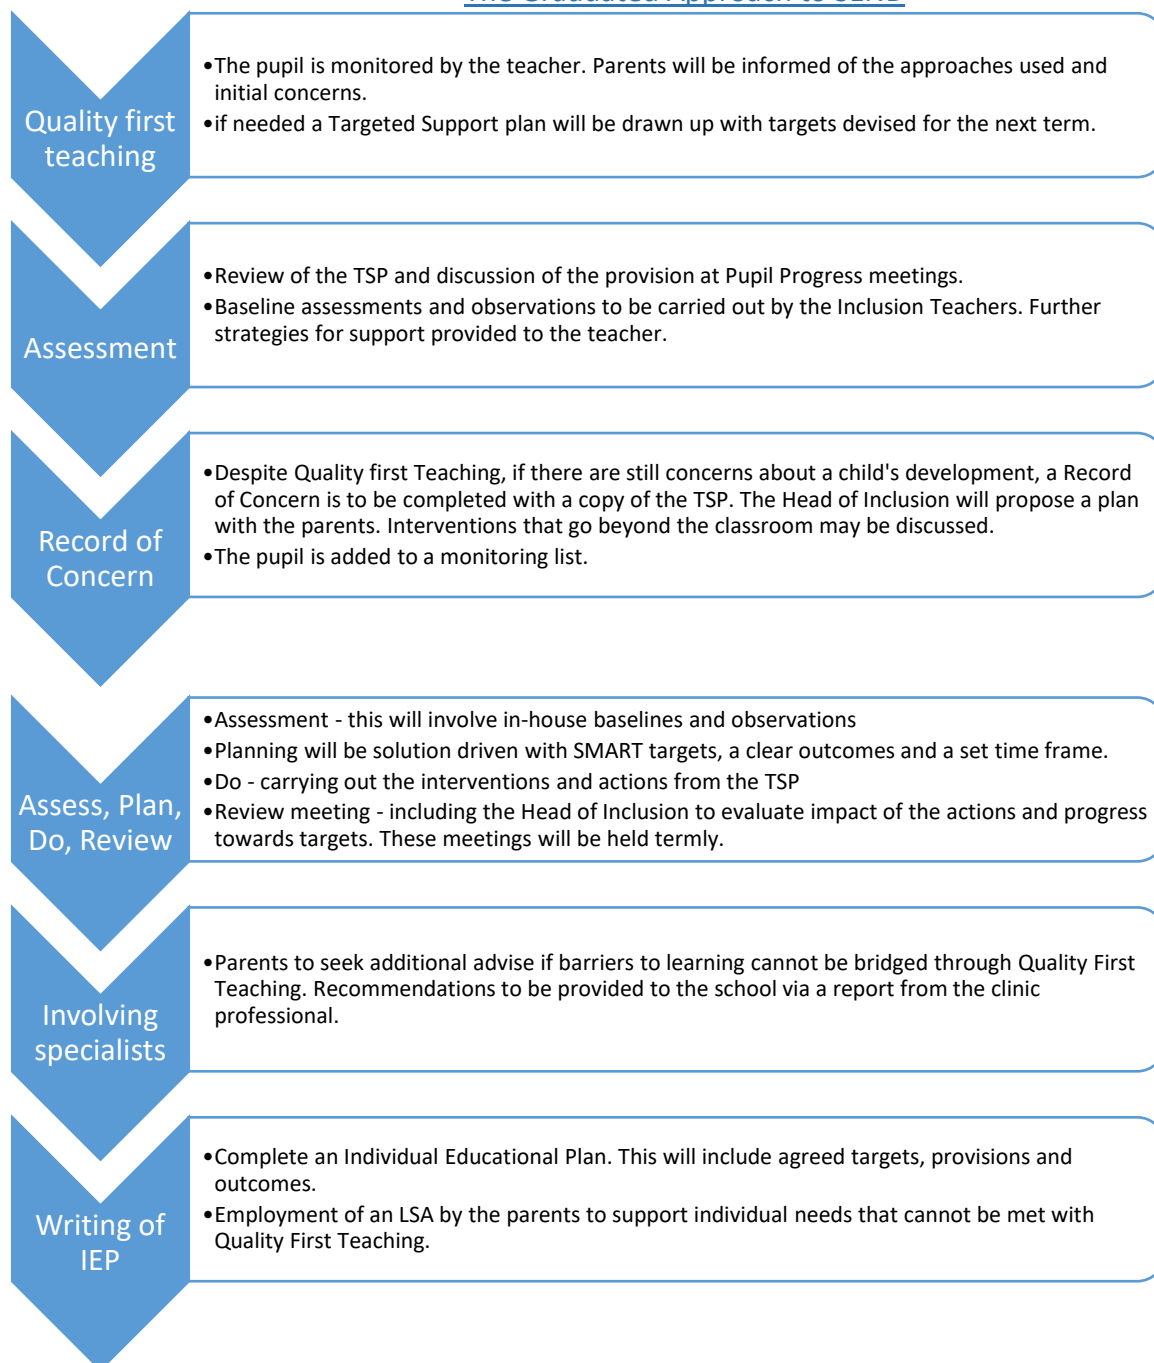 The Graduated Approach to SEND
Quality first
teaching
•The pupil is monitored by the teacher. Parents will be informed of the approaches used and
initial concerns.
•if needed a Targeted Support plan will be drawn up with targets devised for the next term.
Assessment
•Review of the TSP and discussion of the provision at Pupil Progress meetings.
•Baseline assessments and observations to be carried out by the Inclusion Teachers. Further
strategies for support provided to the teacher.
Record of
Concern
•Despite Quality first Teaching, if there are still concerns about a child's development, a Record
of Concern is to be completed with a copy of the TSP. The Head of Inclusion will propose a plan
with the parents. Interventions that go beyond the classroom may be discussed.
•The pupil is added to a monitoring list.
Assess, Plan,
Do, Review
•Assessment - this will involve in-house baselines and observations
•Planning will be solution driven with SMART targets, a clear outcomes and a set time frame.
•Do - carrying out the interventions and actions from the TSP
•Review meeting - including the Head of Inclusion to evaluate impact of the actions and progress
towards targets. These meetings will be held termly.
Involving
specialists
•Parents to seek additional advise if barriers to learning cannot be bridged through Quality First
Teaching. Recommendations to be provided to the school via a report from the clinic
professional.
Writing of
IEP
•Complete an Individual Educational Plan. This will include agreed targets, provisions and
outcomes.
•Employment of an LSA by the parents to support individual needs that cannot be met with
Quality First Teaching.